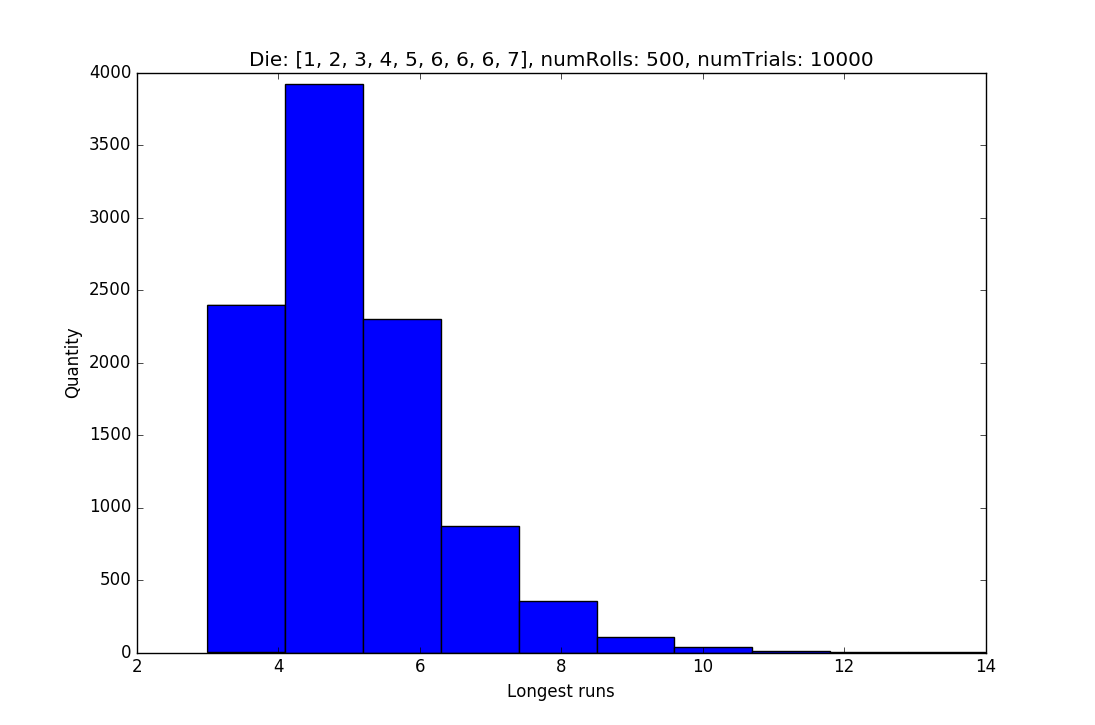 Die: [1, 2, 3, 4, 5, 6, 6, 6, 7], numRolls: 500, numTrials: 10000
4000
3500
3000
2500
2000
1500
1000
500
0
Quantity
2 4 6 8 10 12 14
Longest runs